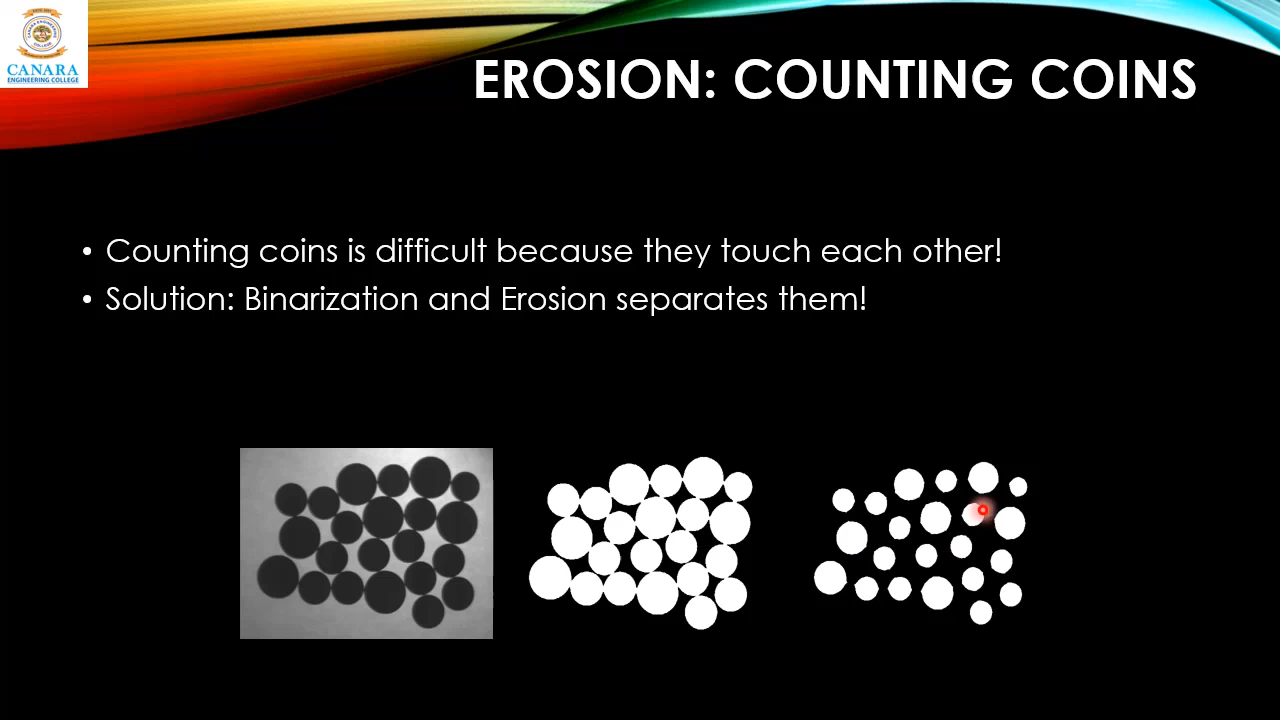 CANARA
ENGINEERING COLLEGE
EROSION: COUNTING COINS
• Counting coins is difficult because they touch each other!
• Solution: Binarization and Erosion separates them!